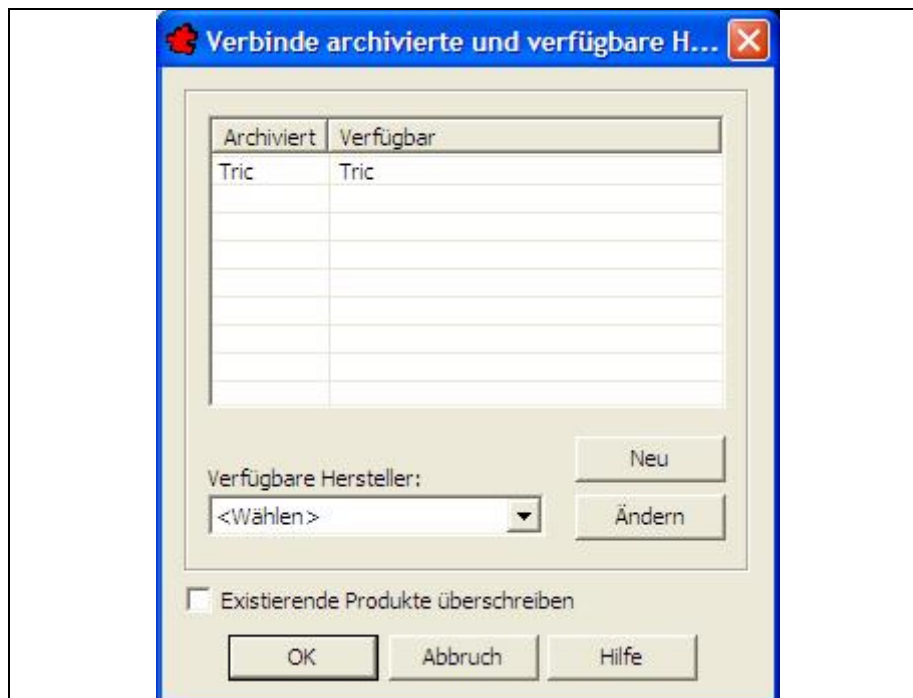 Verbinde archivierte und verfügbare H...
Archiviert Verfügbar
Tric Tric
Neu
Verfügbare Hersteller:
<Wählen> Ändern
Existierende Produkte überschreiben
OK Abbruch Hilfe